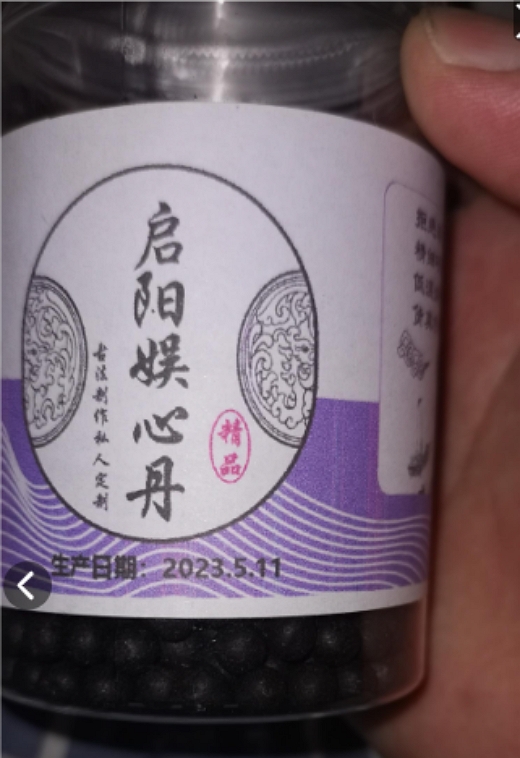 启阳娱心丹
古法制作私人定制
精品
生产日期：2023.5.11